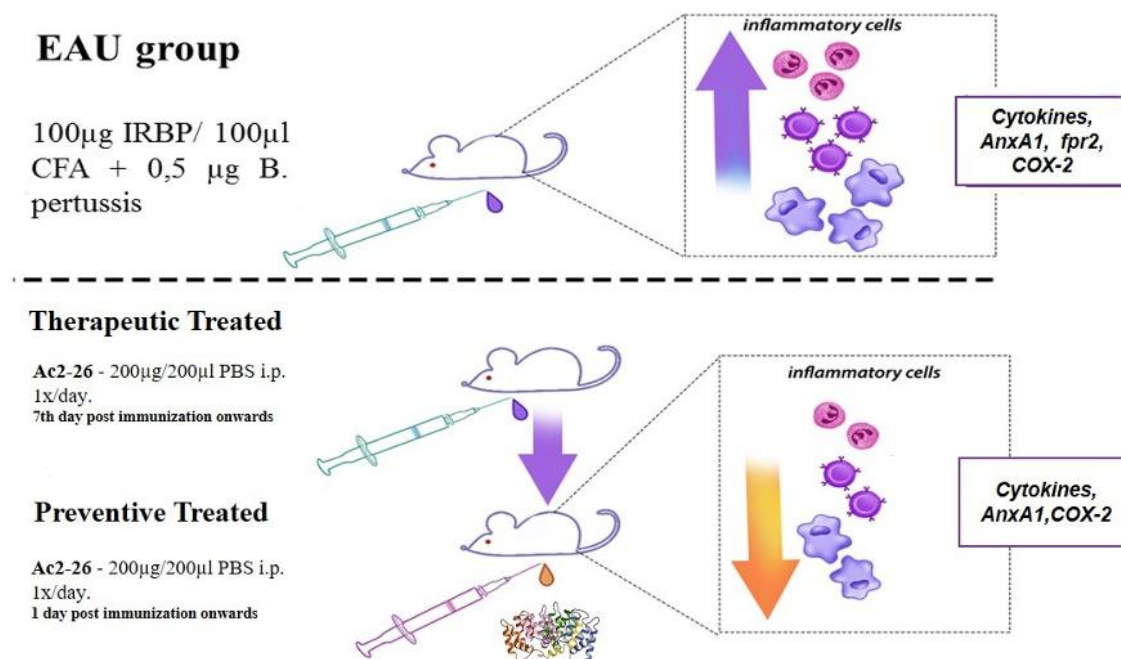 EAU group
100µg IRBP/ 100µl
CFA + 0,5 µg B.
pertussis
inflammatory cells
Cytokines,
AnxA1, fpr2,
COX-2
Therapeutic Treated
Ac2-26 - 200µg/200µl PBS i.p.
1x/day.
7th day post immunization onwards
inflammatory cells
Cytokines,
AnxA1,COX-2
Preventive Treated
Ac2-26 - 200µg/200µl PBS i.p.
1x/day.
1 day post immunization onwards